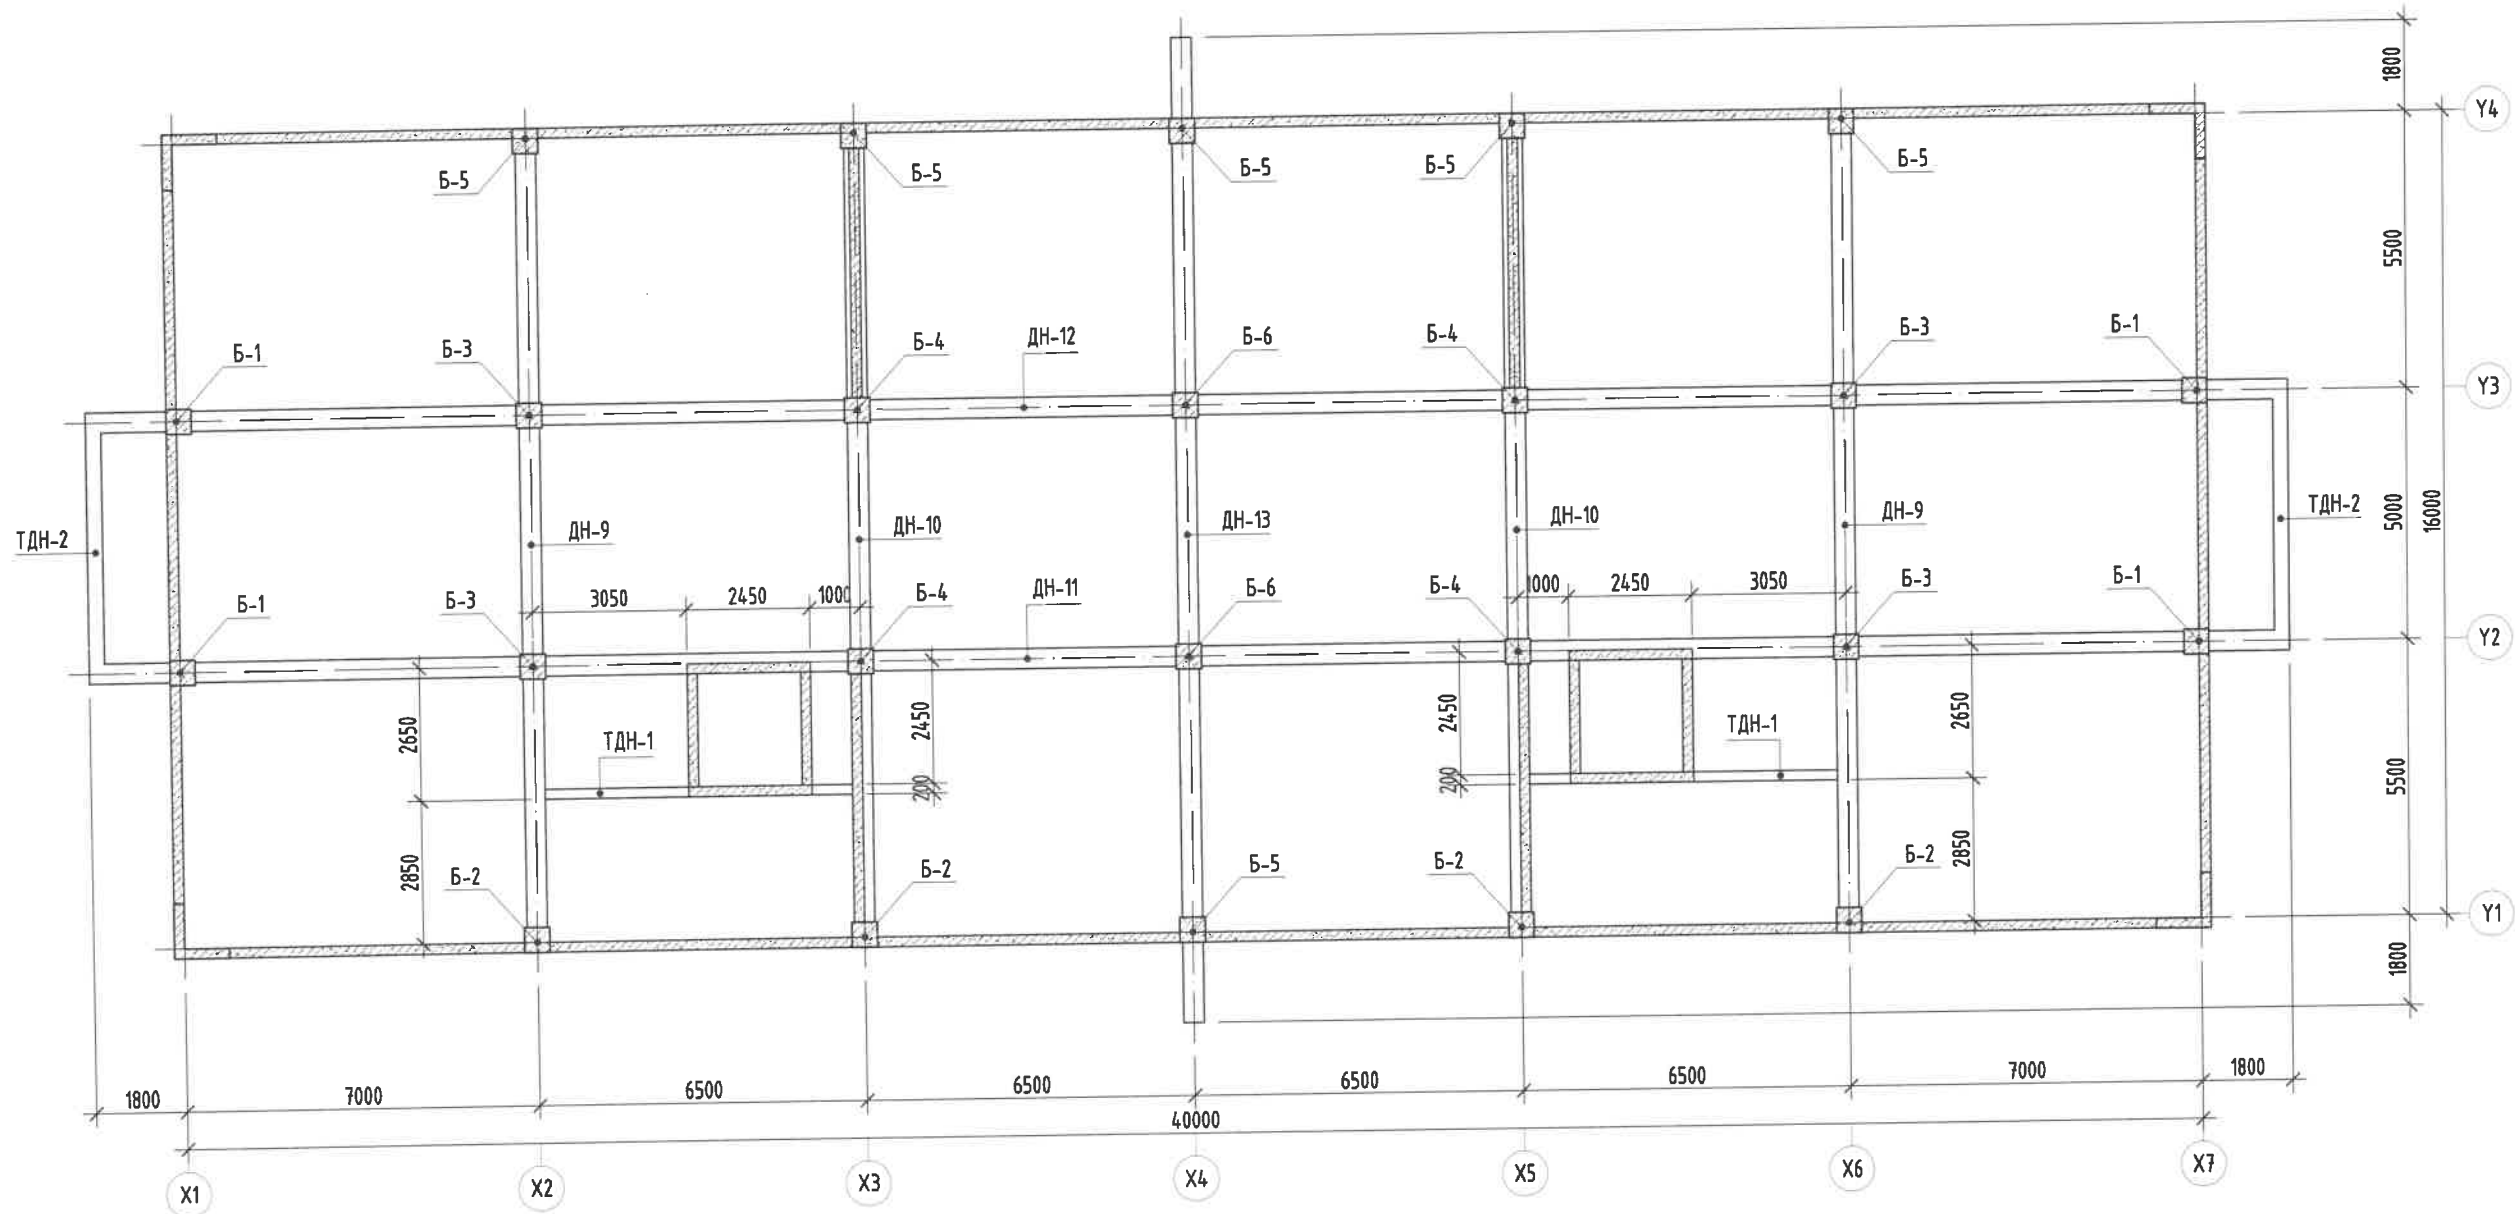 1800
Y4
Б-5
Б-5
Б-5
Б-5
Б-5
5500
Б-1
Б-3
Б-4
ДН-12
Б-6
Б-4
Б-3
Б-1
Y3
ТДН-2
ДН-9
ДН-10
ДН-13
ДН-10
ДН-9
ТДН-2
5000
16000
Б-1
Б-3
3050
2450
1000
Б-4
ДН-11
Б-6
Б-4
1000
2450
3050
Б-3
Б-1
Y2
2650
ТДН-1
2450
200
2450
200
ТДН-1
2650
5500
2850
Б-2
Б-2
Б-5
Б-2
Б-2
2850
Y1
1800
1800
7000
6500
6500
6500
6500
7000
1800
40000
X1
X2
X3
X4
X5
X6
X7